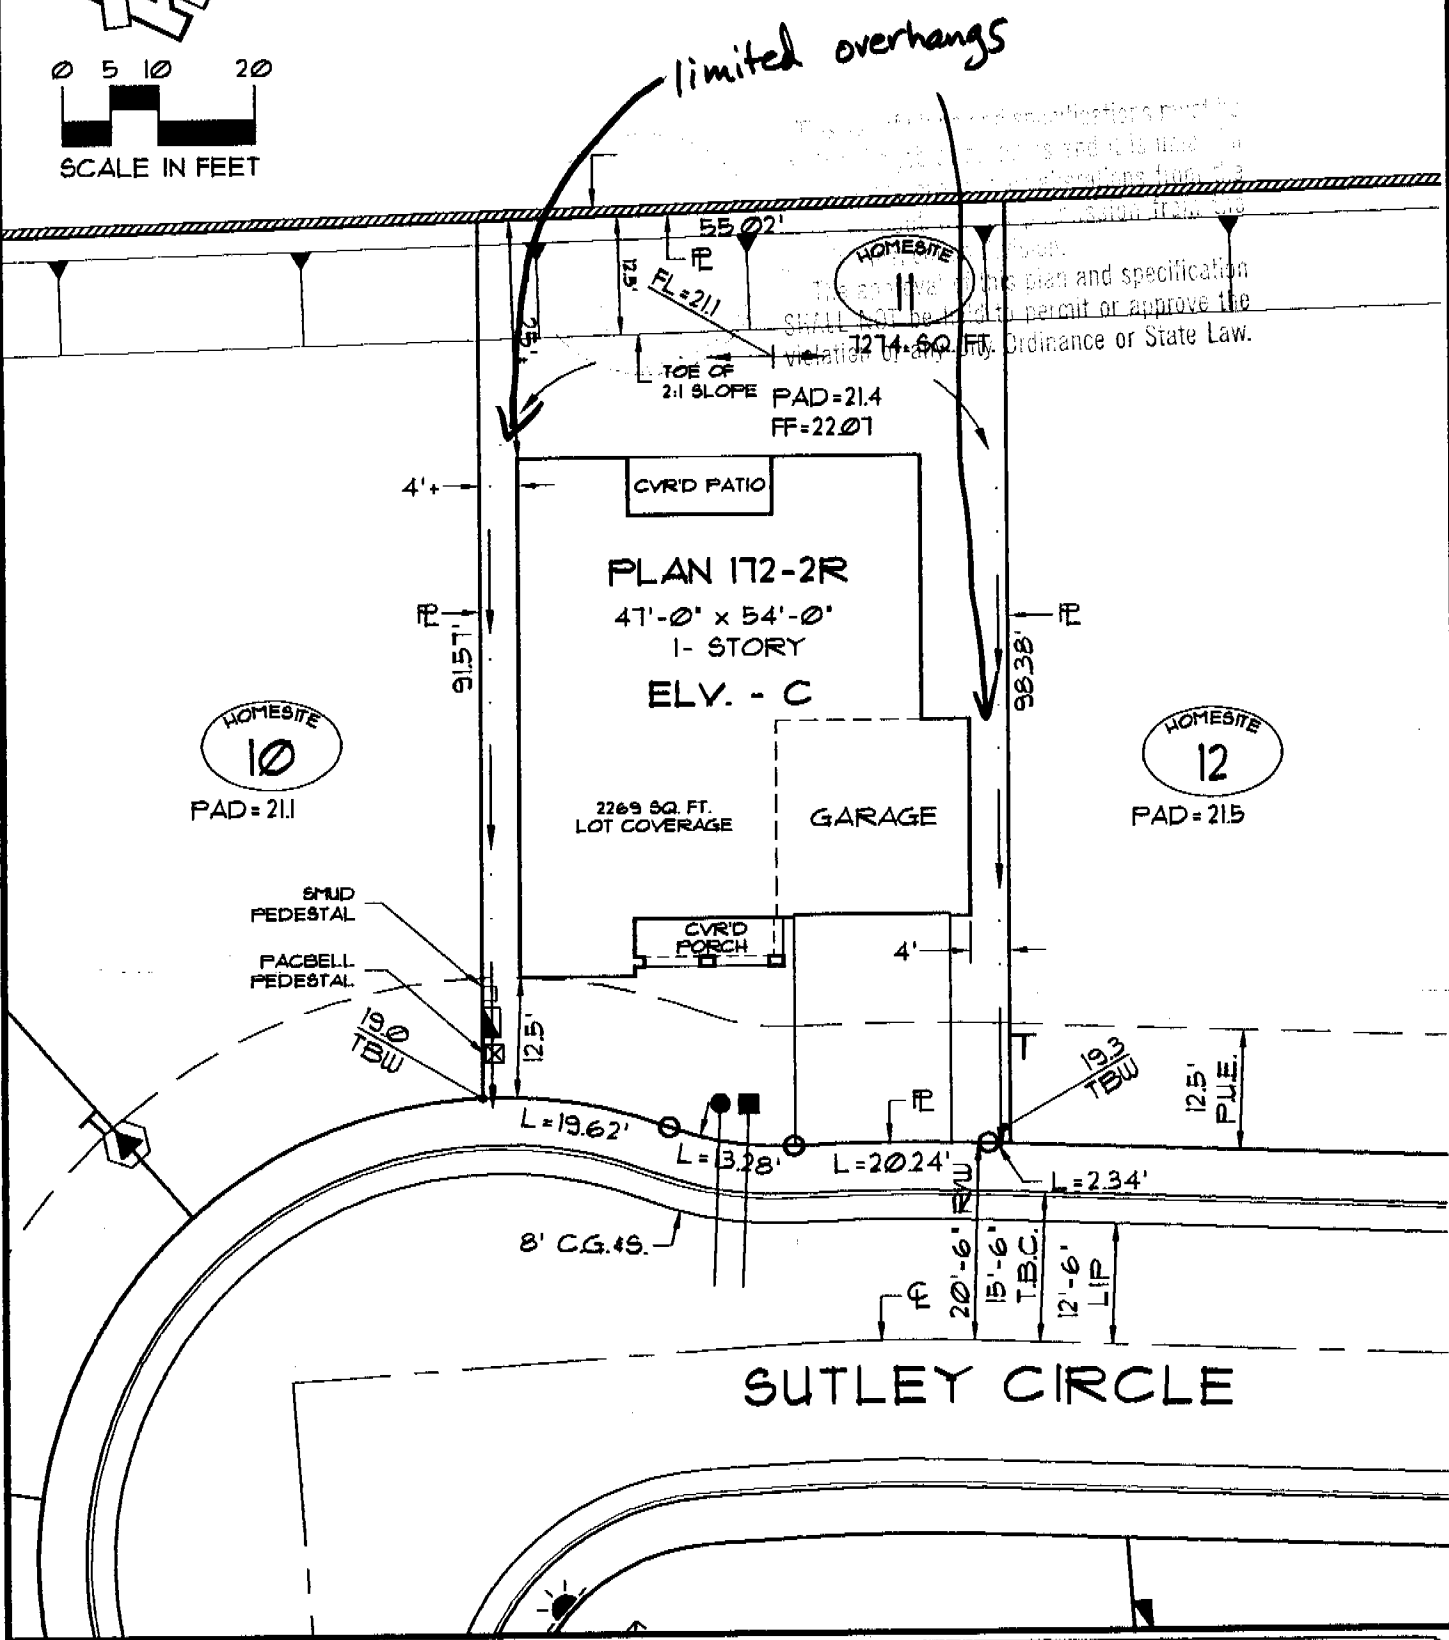 limited overhangs
0 5 10 20
SCALE IN FEET
55.02'
PL
12.5'
FL=21.1
HOMESITE
11
The approval of this plan and specification
SHALL NOT be held to permit or approve the
violation of any City Ordinance or State Law.
7274 SQ. FT.
25'+
TOE OF
2:1 SLOPE
PAD=21.4
FF=22.07
4'+
CVR'D PATIO
PLAN 172-2R
47'-0" x 54'-0"
1- STORY
ELV. - C
PL
91.57'
PL
98.38'
HOMESITE
10
PAD=21.1
HOMESITE
12
PAD=21.5
2269 SQ. FT.
LOT COVERAGE
GARAGE
SMUD
PEDESTAL
PACBELL
PEDESTAL
CVR'D
PORCH
4'
19.0
TBW
12.5'
T
19.3
TBW
12.5'
P.U.E.
PL
L=19.62'
L=13.28'
L=20.24'
L=2.34'
T
8' C.G.&S.
CL
20'-6" R/W
15'-6"
T.B.C.
12'-6"
LIP
SUTLEY CIRCLE